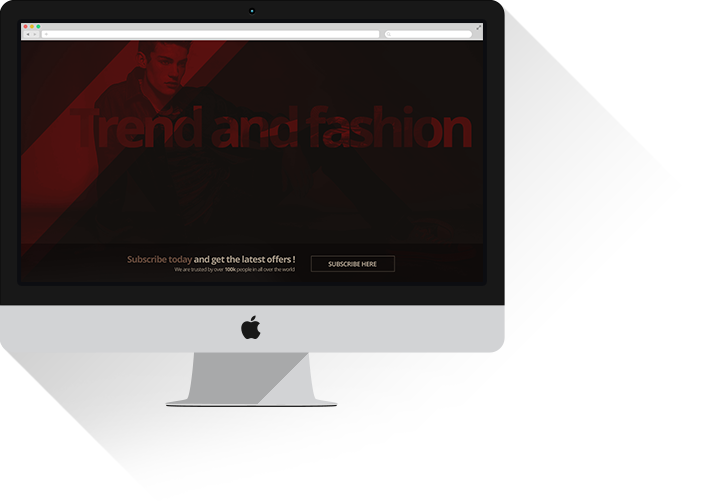 Trend and fashion
Subscribe today and get the latest offers !
We are trusted by over 100k people in all over the world
SUBSCRIBE HERE